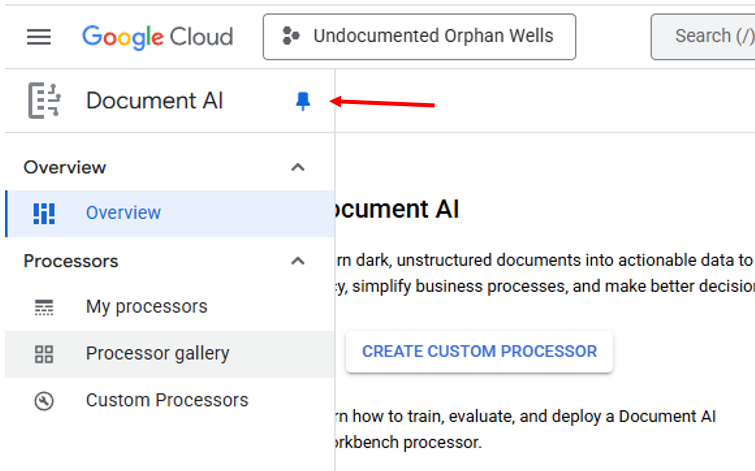 Google Cloud
Undocumented Orphan Wells
Search (/)
Document AI
Overview
Overview
Processors
My processors
Processor gallery
Custom Processors
ocument AI
rn dark, unstructured documents into actionable data to
cy, simplify business processes, and make better decision
CREATE CUSTOM PROCESSOR
rn how to train, evaluate, and deploy a Document AI
orkbench processor.